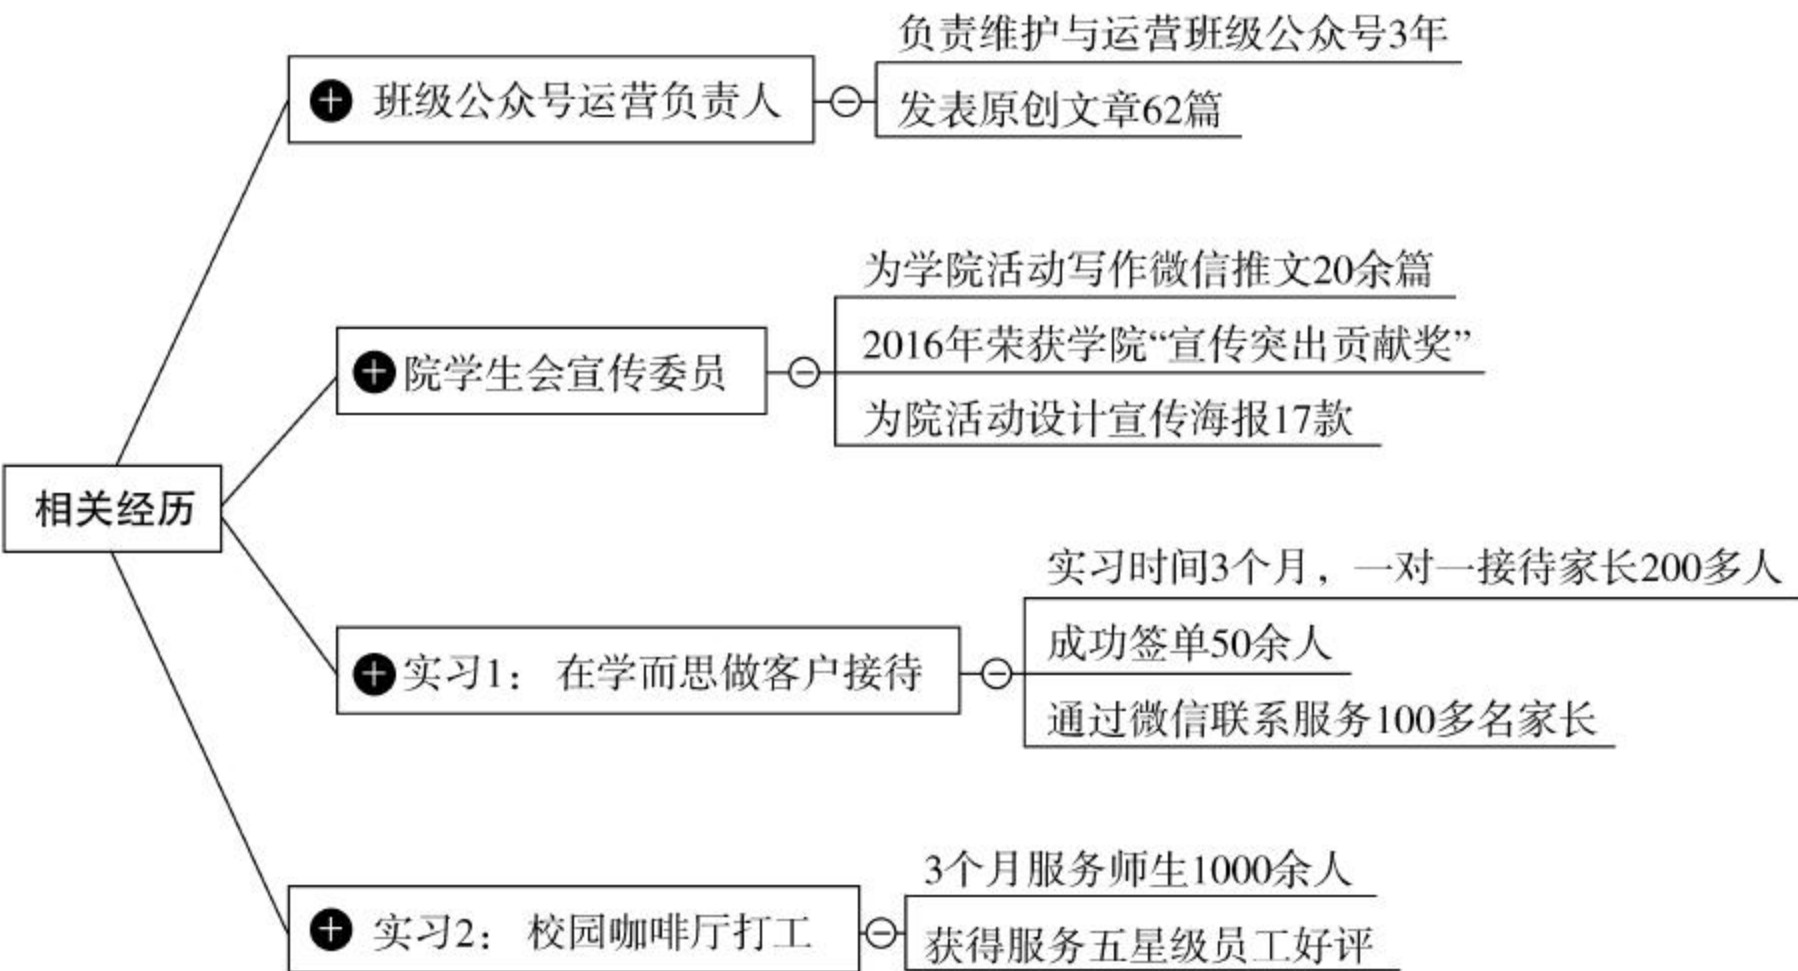 相关经历
班级公众号运营负责人
负责维护与运营班级公众号3年
发表原创文章62篇
院学生会宣传委员
为学院活动写作微信推文20余篇
2016年荣获学院“宣传突出贡献奖”
为院活动设计宣传海报17款
实习1： 在学而思做客户接待
实习时间3个月，一对一接待家长200多人
成功签单50余人
通过微信联系服务100多名家长
实习2： 校园咖啡厅打工
3个月服务师生1000余人
获得服务五星级员工好评